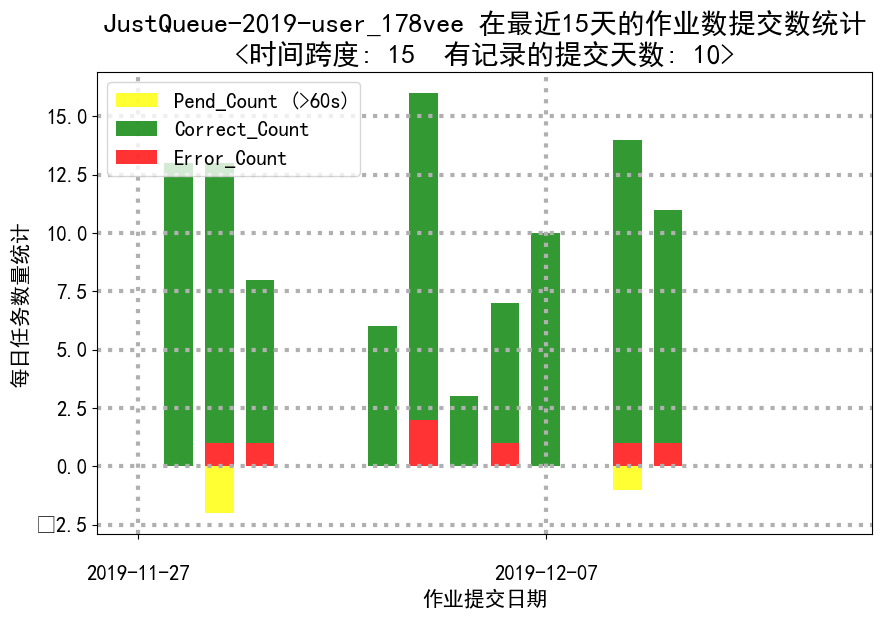 JustQueue-2019-user_178vee 在最近15天的作业数提交数统计
<时间跨度: 15  有记录的提交天数: 10>
Pend_Count (>60s)
Correct_Count
Error_Count
15.0
12.5
10.0
7.5
5.0
2.5
0.0
□2.5
每日任务数量统计
2019-11-27
2019-12-07
作业提交日期